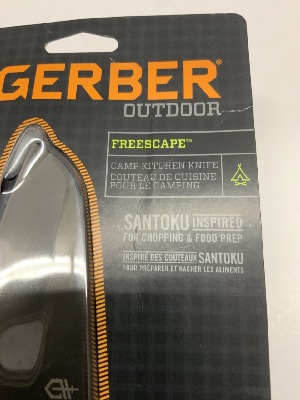 GERBER®
OUTDOOR
FREESCAPE™
CAMP KITCHEN KNIFE
COUTEAU DE CUISINE
POUR LE CAMPING
SANTOKU INSPIRED
FOR CHOPPING & FOOD PREP
INSPIRÉ DES COUTEAUX SANTOKU
POUR PRÉPARER ET HACHER LES ALIMENTS